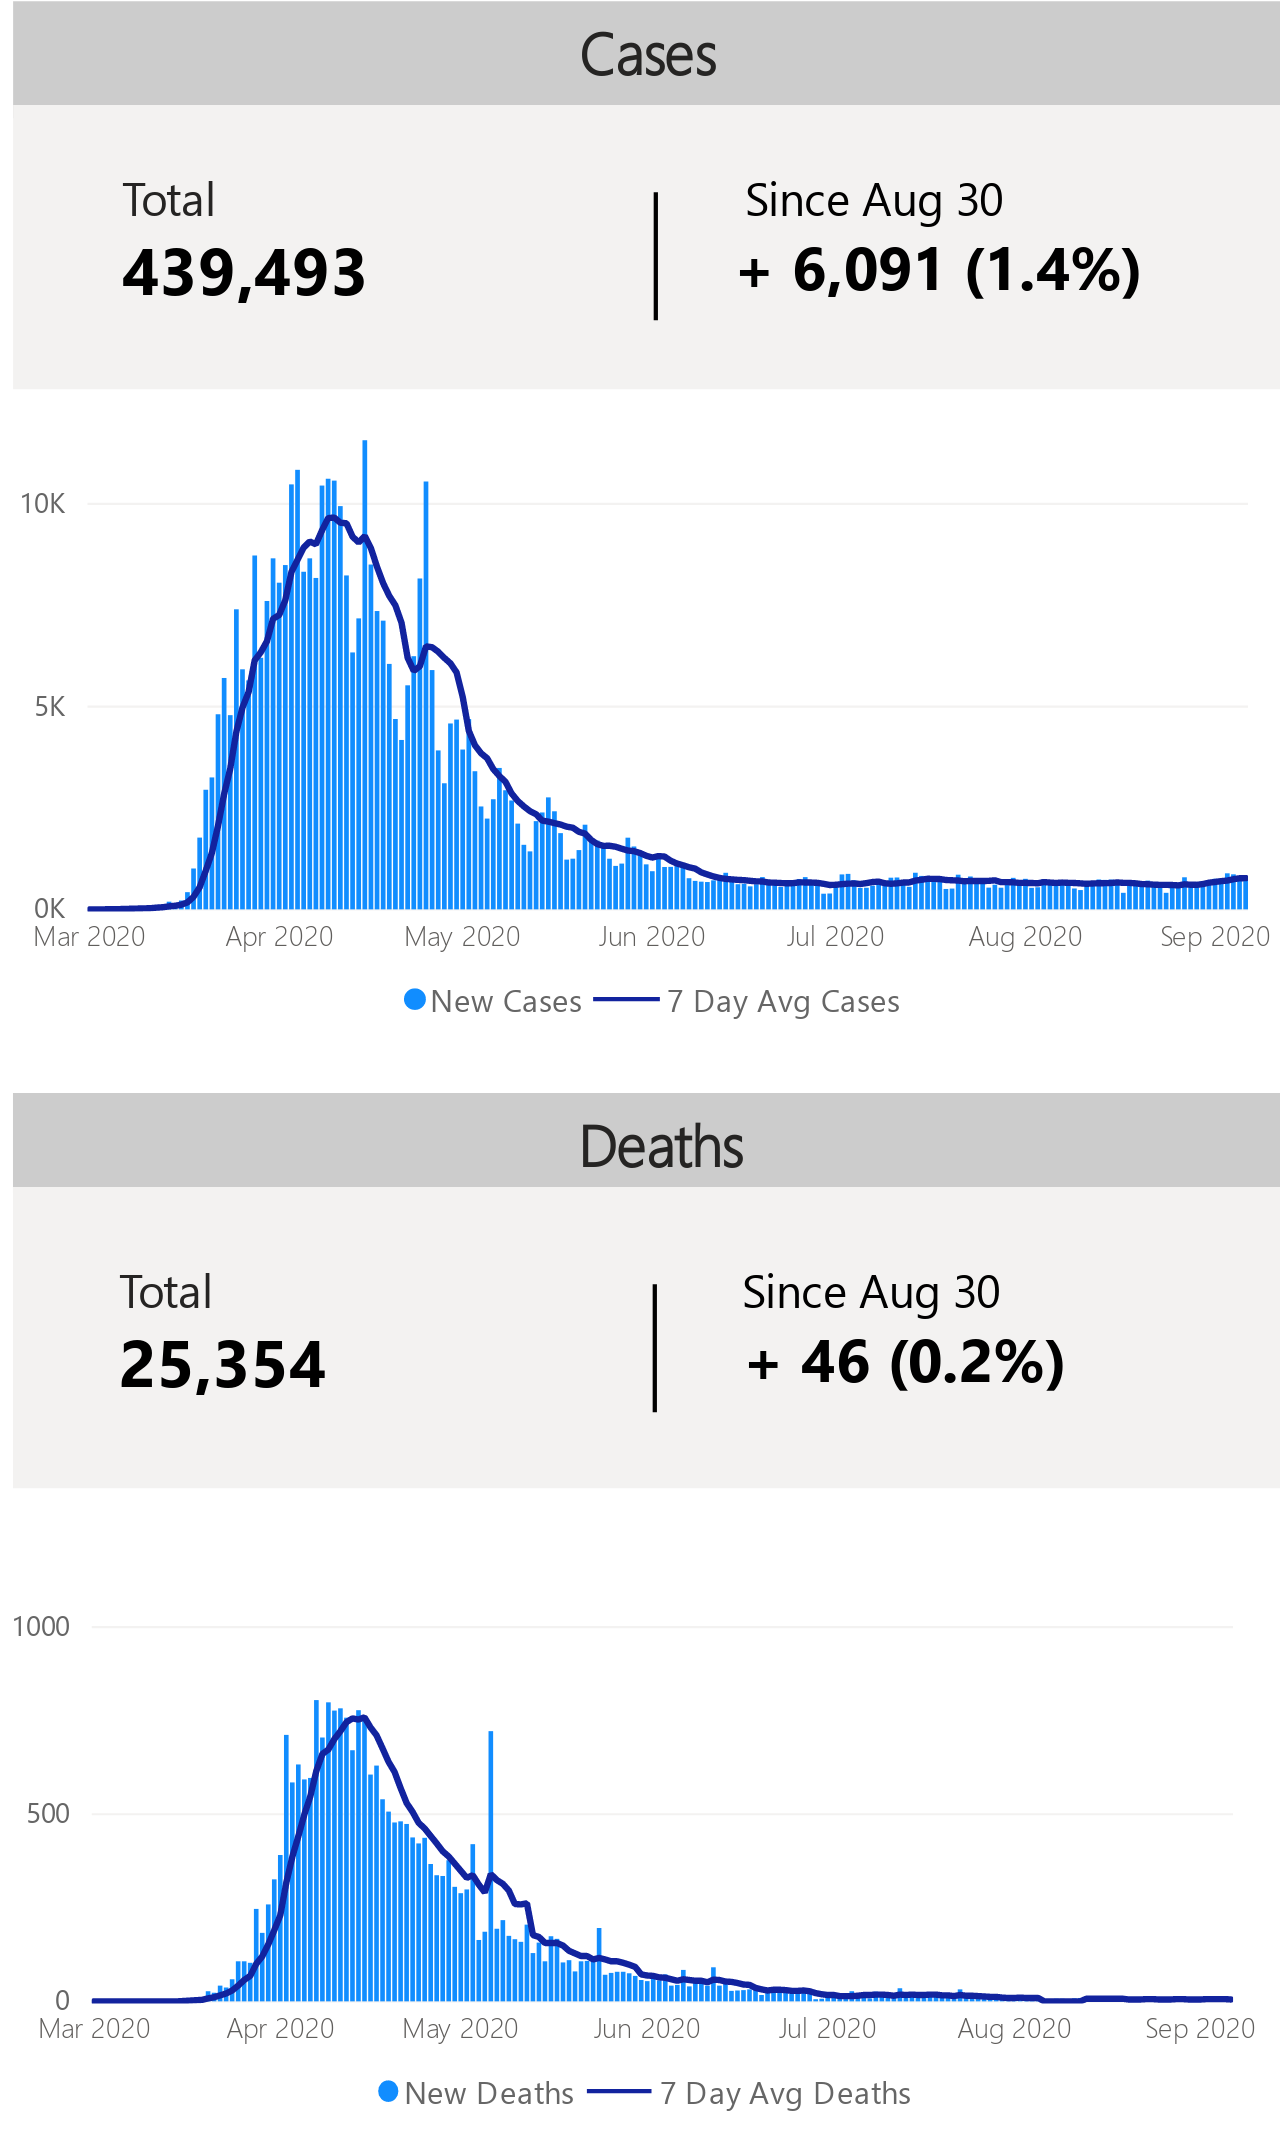 Cases
Total
Since Aug 30
439,493
+ 6,091 (1.4%)
10K
5K
0K
Mar 2020 Apr 2020 May 2020 Jun 2020 Jul 2020 Aug 2020 Sep 2020
New Cases 7 Day Avg Cases
Deaths
Total
Since Aug 30
25,354
+ 46 (0.2%)
1000
500
0
Mar 2020 Apr 2020 May 2020 Jun 2020 Jul 2020 Aug 2020 Sep 2020
New Deaths 7 Day Avg Deaths